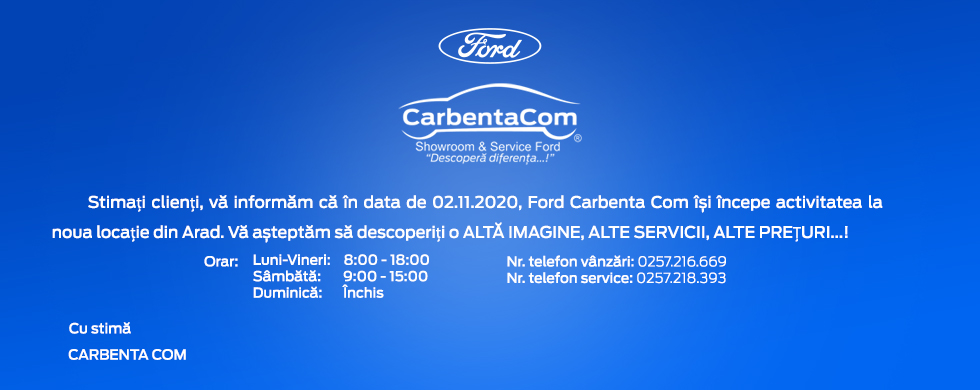 Ford
CarbentaCom
®
Showroom & Service Ford
“Descoperă diferența...!”
Stimați clienți, vă informăm că în data de 02.11.2020, Ford Carbenta Com își începe activitatea la
noua locație din Arad. Vă așteptăm să descoperiți o ALTĂ IMAGINE, ALTE SERVICII, ALTE PREȚURI...!
Orar: Luni-Vineri: 8:00 - 18:00 Nr. telefon vânzări: 0257.216.669
Sâmbătă: 9:00 - 15:00 Nr. telefon service: 0257.218.393
Duminică: Închis
Cu stimă
CARBENTA COM